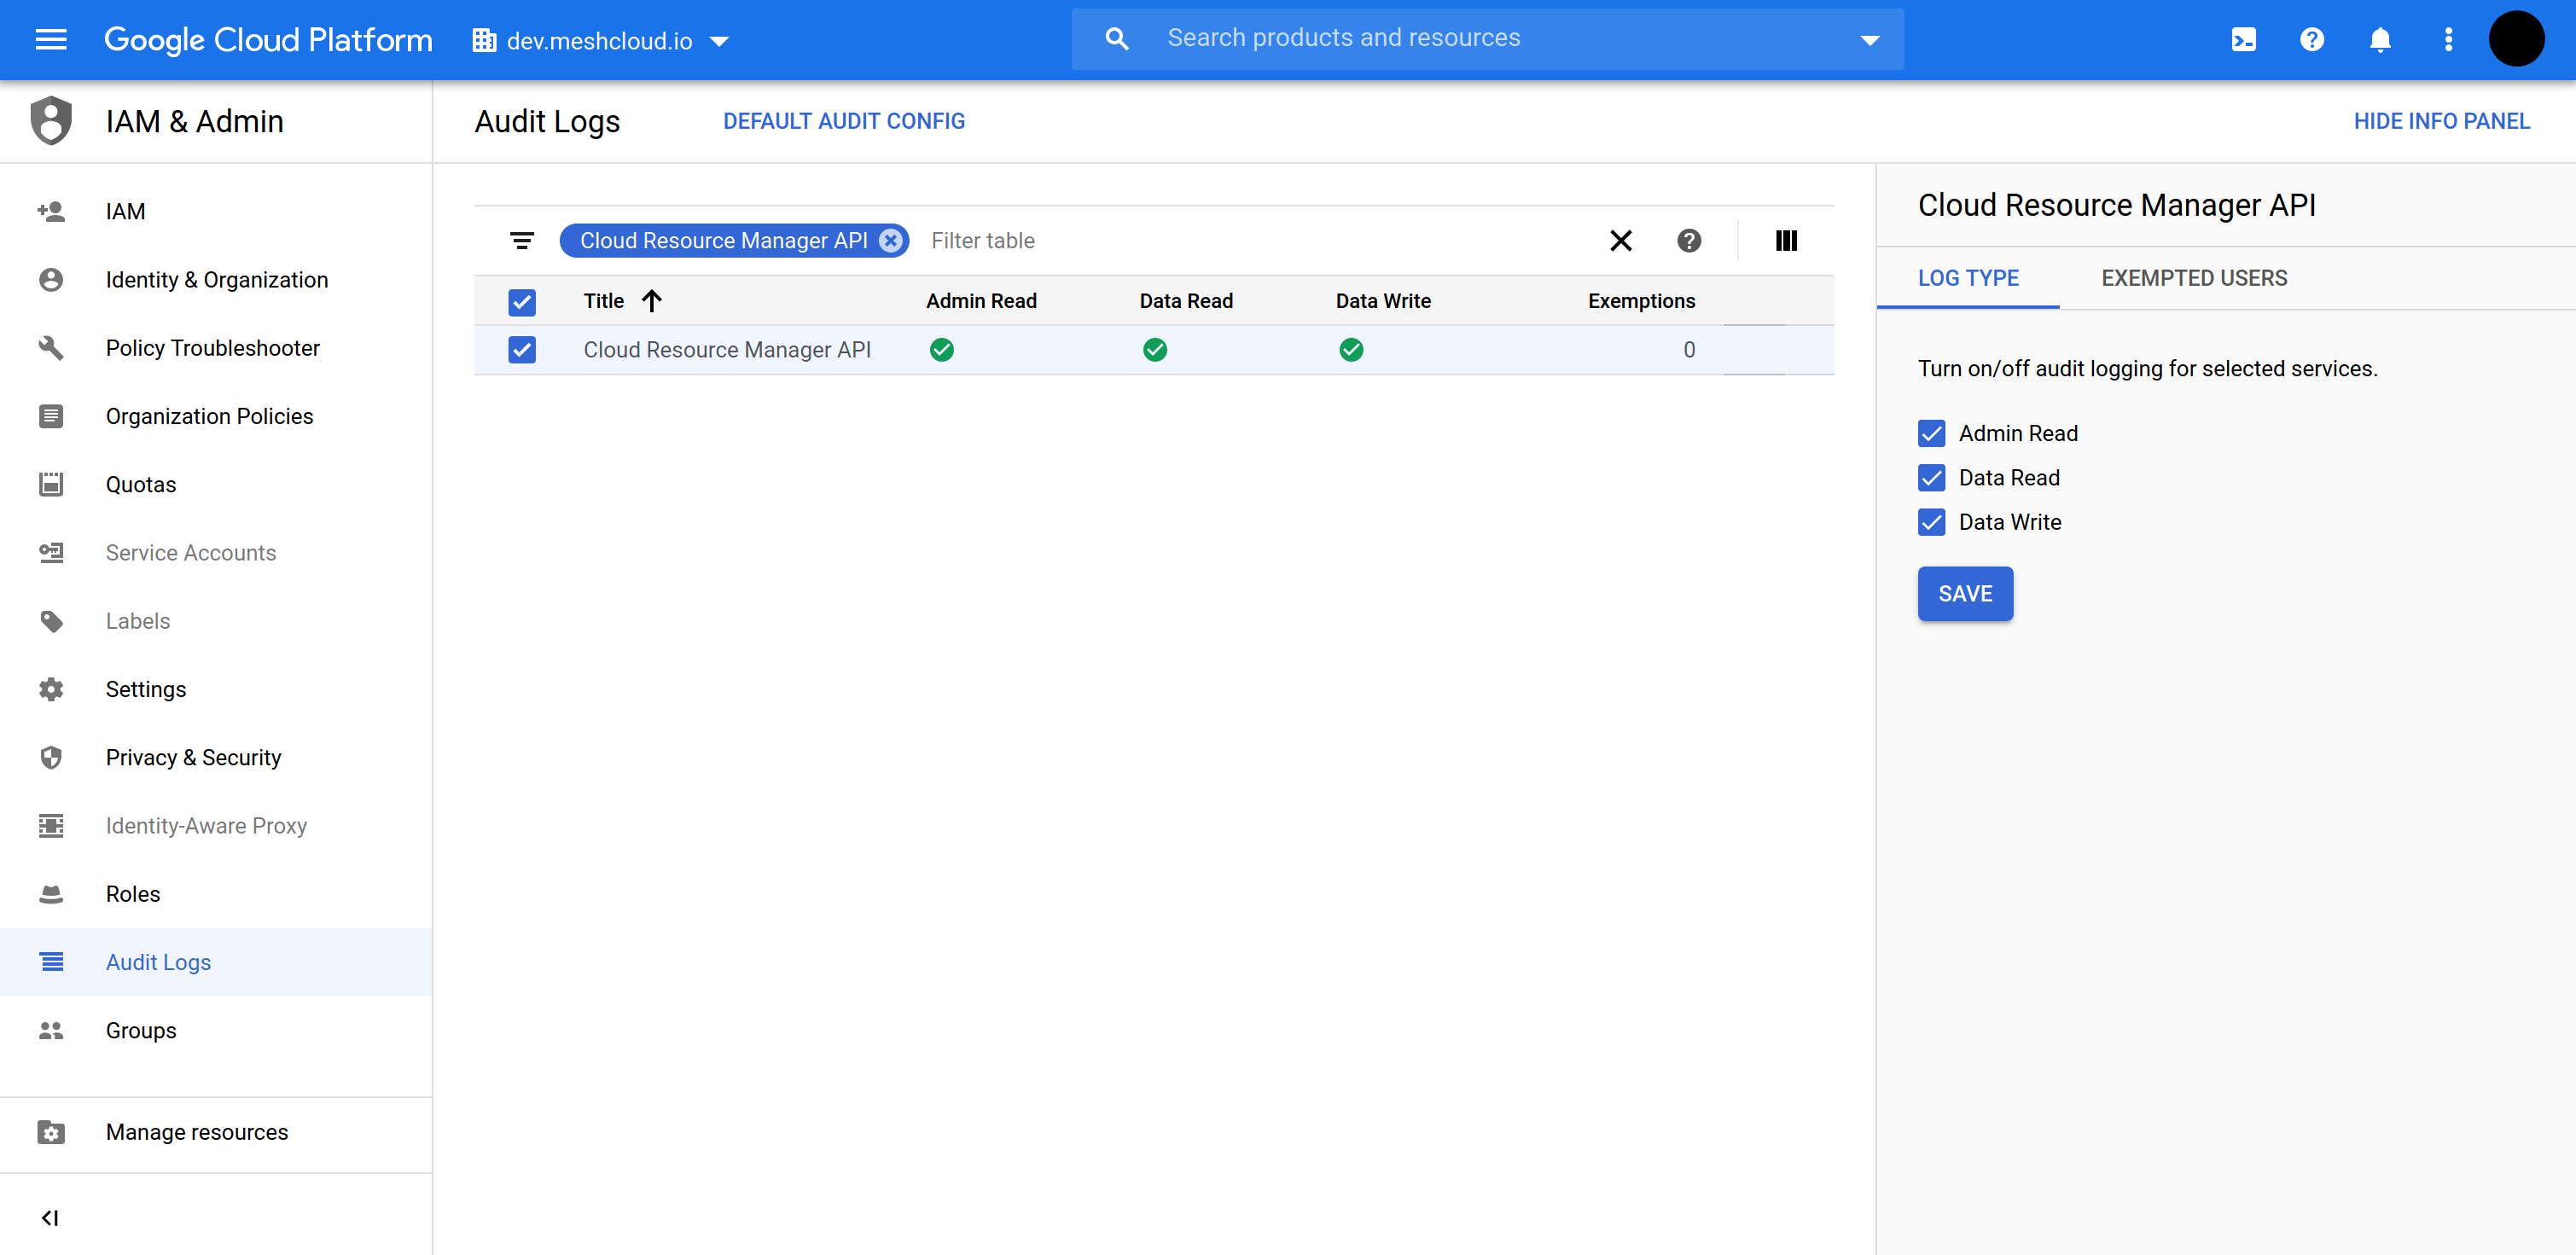 Google Cloud Platform
dev.meshcloud.io
Search products and resources
IAM & Admin
Audit Logs
DEFAULT AUDIT CONFIG
HIDE INFO PANEL
IAM
Identity & Organization
Policy Troubleshooter
Organization Policies
Quotas
Service Accounts
Labels
Settings
Privacy & Security
Identity-Aware Proxy
Roles
Audit Logs
Groups
Manage resources
Cloud Resource Manager API
Filter table
Title
Admin Read
Data Read
Data Write
Exemptions
Cloud Resource Manager API
0
Cloud Resource Manager API
LOG TYPE
EXEMPTED USERS
Turn on/off audit logging for selected services.
Admin Read
Data Read
Data Write
SAVE